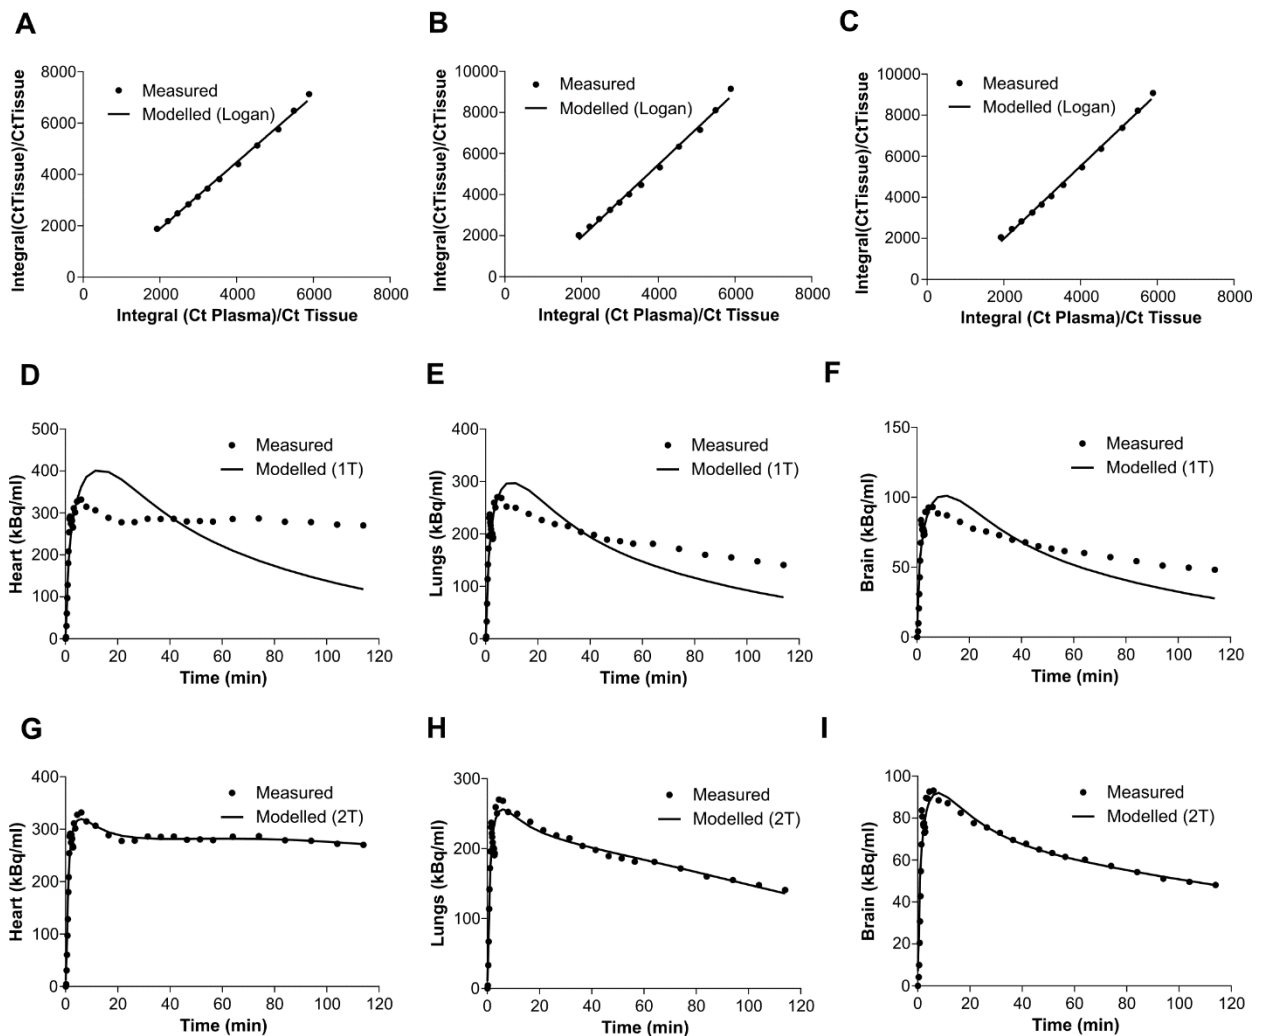 A
B
C
Integral(CtTissue)/CtTissue
8000
6000
4000
2000
0
Measured
Modelled (Logan)
0 2000 4000 6000 8000
Integral (Ct Plasma)/Ct Tissue
Integral(CtTissue)/CtTissue
10000
8000
6000
4000
2000
0
Measured
Modelled (Logan)
0 2000 4000 6000 8000
Integral (Ct Plasma)/Ct Tissue
Integral(CtTissue)/CtTissue
10000
8000
6000
4000
2000
0
Measured
Modelled (Logan)
0 2000 4000 6000 8000
Integral (Ct Plasma)/Ct Tissue
D
E
F
Heart (kBq/ml)
500
400
300
200
100
0
Measured
Modelled (1T)
0 20 40 60 80 100 120
Time (min)
Lungs (kBq/ml)
400
300
200
100
0
Measured
Modelled (1T)
0 20 40 60 80 100 120
Time (min)
Brain (kBq/ml)
150
100
50
0
Measured
Modelled (1T)
0 20 40 60 80 100 120
Time (min)
G
H
I
Heart (kBq/ml)
400
300
200
100
0
Measured
Modelled (2T)
0 20 40 60 80 100 120
Time (min)
Lungs (kBq/ml)
300
200
100
0
Measured
Modelled (2T)
0 20 40 60 80 100 120
Time (min)
Brain (kBq/ml)
100
80
60
40
20
0
Measured
Modelled (2T)
0 20 40 60 80 100 120
Time (min)